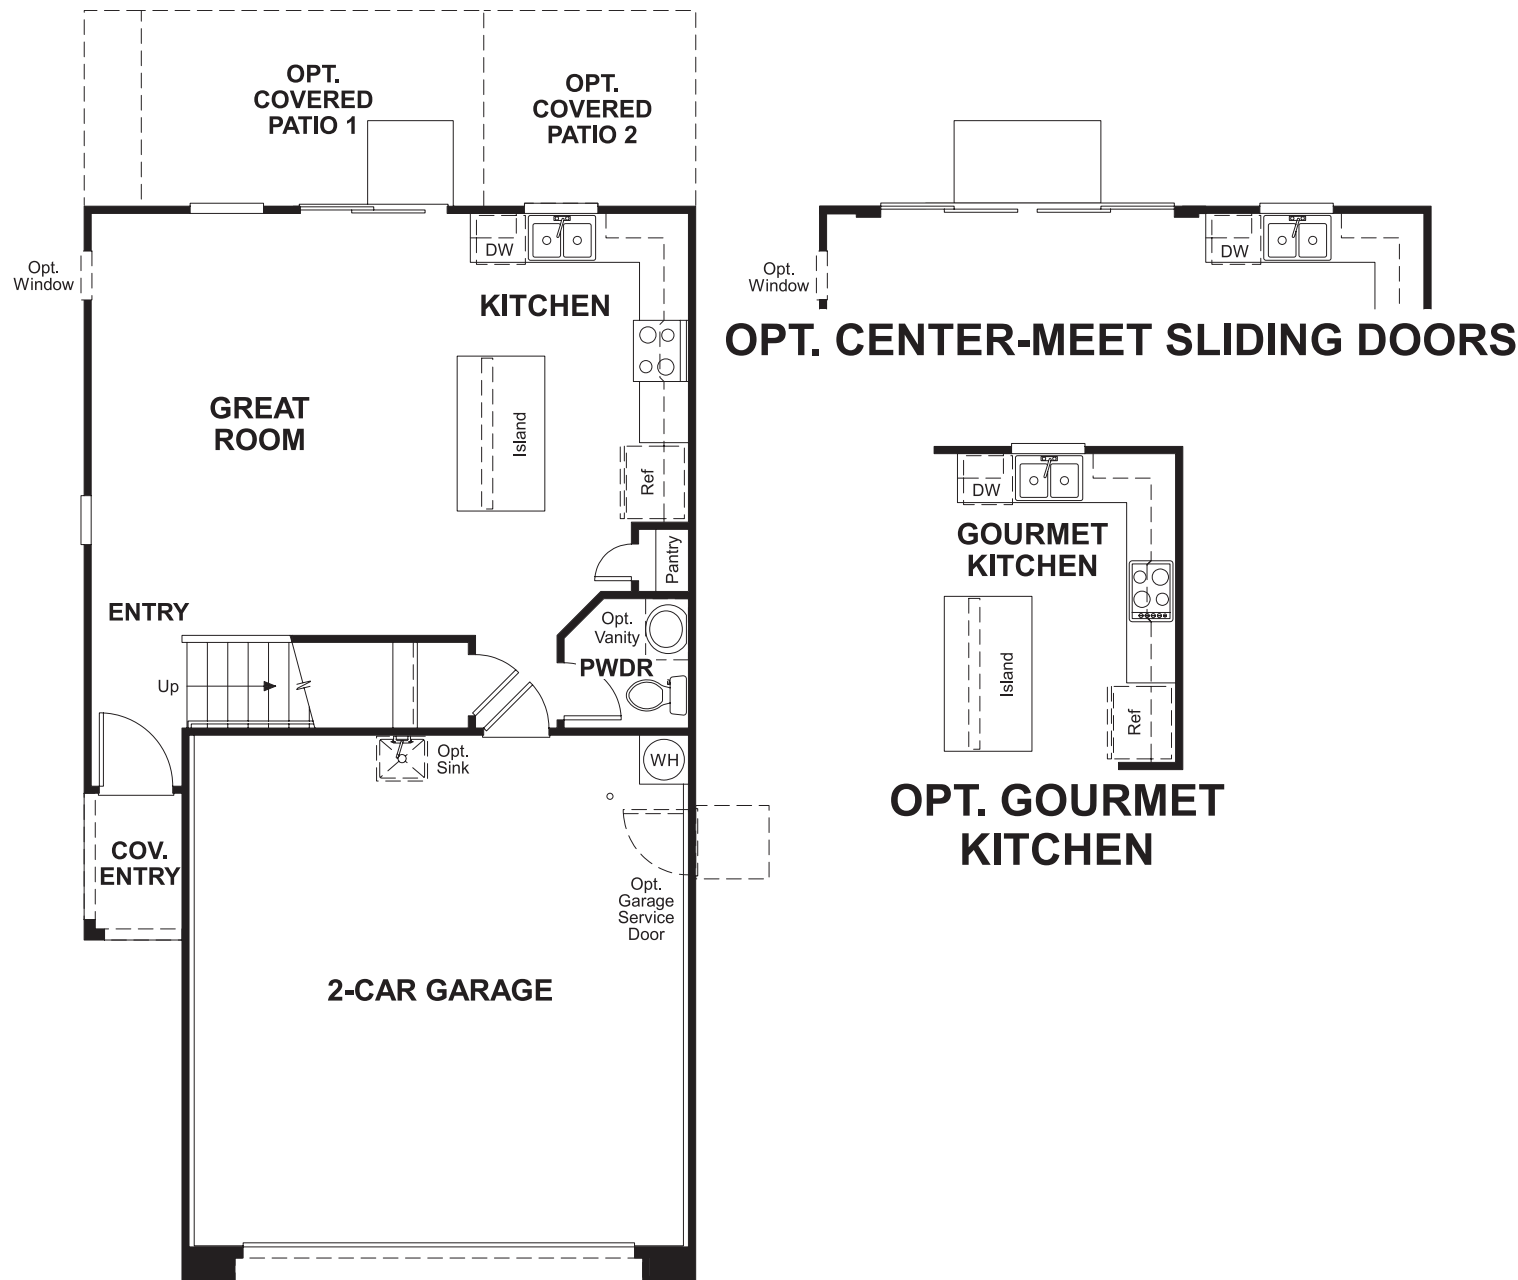 OPT.
COVERED
PATIO 1
OPT.
COVERED
PATIO 2
DW
Opt.
Window
KITCHEN
GREAT
ROOM
Island
Ref
Pantry
ENTRY
Opt.
Vanity
PWDR
Up
Opt.
Sink
WH
COV.
ENTRY
Opt.
Garage
Service
Door
2-CAR GARAGE
DW
Opt.
Window
OPT. CENTER-MEET SLIDING DOORS
DW
GOURMET
KITCHEN
Island
Ref
OPT. GOURMET
KITCHEN